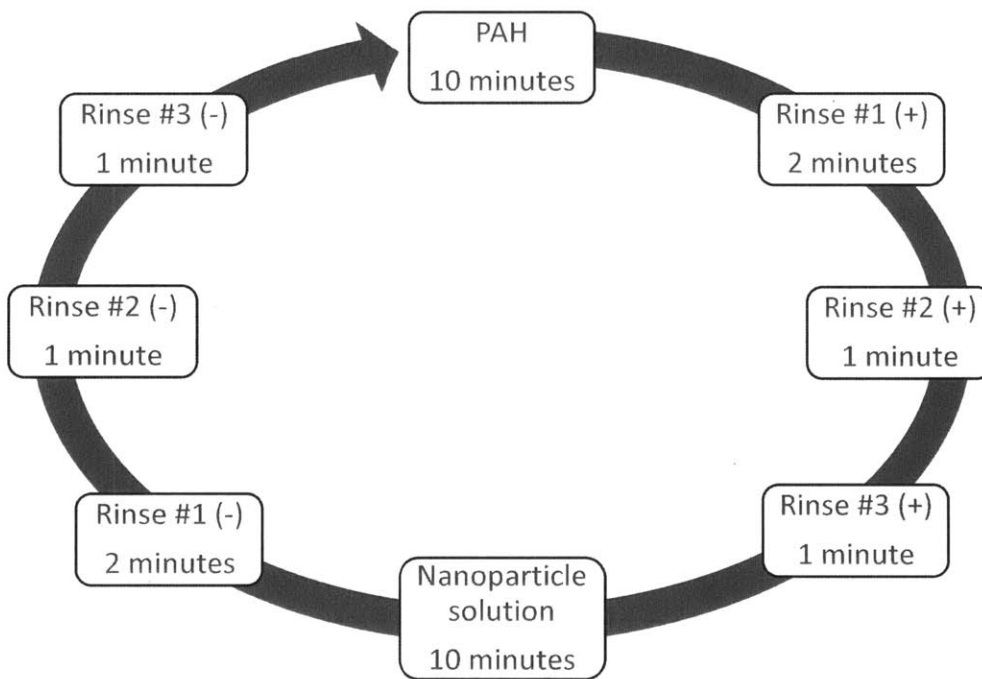 PAH
10 minutes
Rinse #1 (+)
2 minutes
Rinse #2 (+)
1 minute
Rinse #3 (+)
1 minute
Nanoparticle
solution
10 minutes
Rinse #1 (-)
2 minutes
Rinse #2 (-)
1 minute
Rinse #3 (-)
1 minute